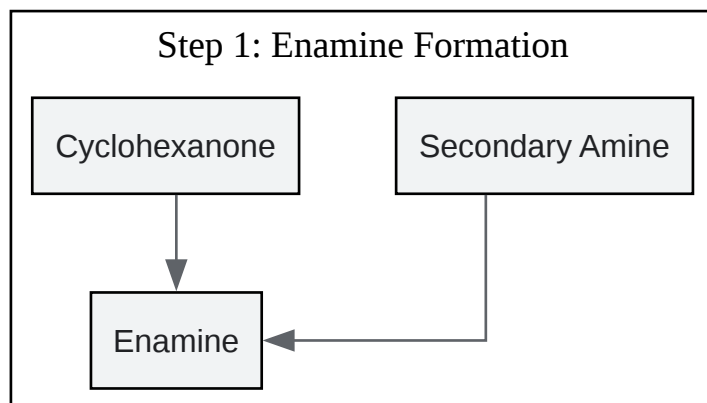 Step 1: Enamine Formation
Cyclohexanone
Secondary Amine
Enamine